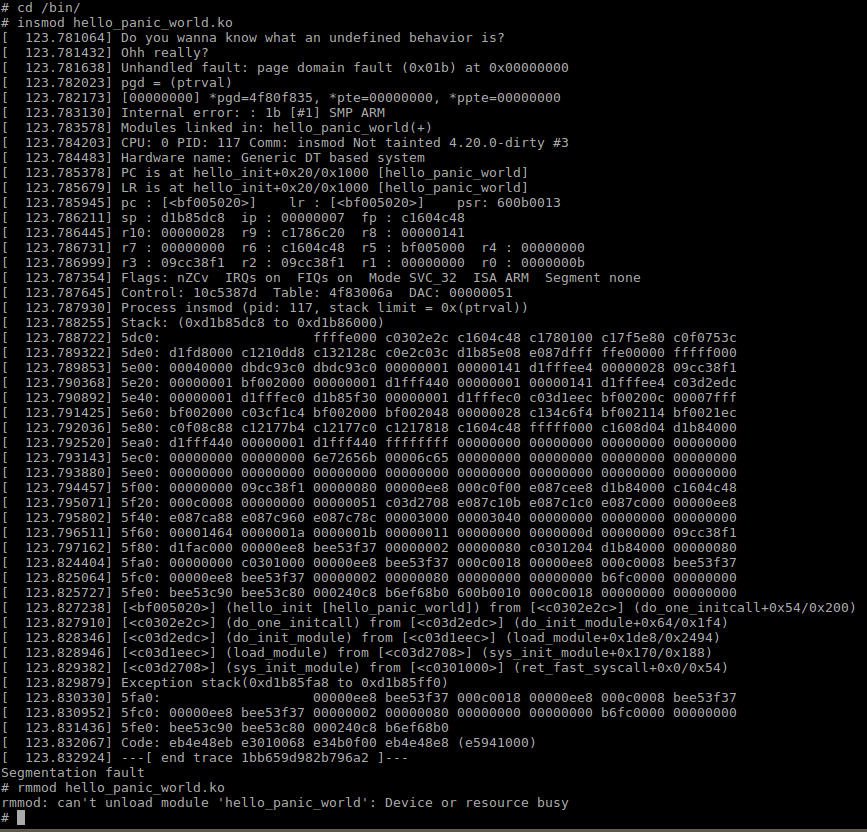 # cd /bin/
# insmod hello_panic_world.ko
[  123.781064] Do you wanna know what an undefined behavior is?
[  123.781432] Ohh really?
[  123.781638] Unhandled fault: page domain fault (0x01b) at 0x00000000
[  123.782023] pgd = (ptrval)
[  123.782173] [00000000] *pgd=4f80f835, *pte=00000000, *ppte=00000000
[  123.783130] Internal error: : 1b [#1] SMP ARM
[  123.783578] Modules linked in: hello_panic_world(+)
[  123.784203] CPU: 0 PID: 117 Comm: insmod Not tainted 4.20.0-dirty #3
[  123.784483] Hardware name: Generic DT based system
[  123.785378] PC is at hello_init+0x20/0x1000 [hello_panic_world]
[  123.785679] LR is at hello_init+0x20/0x1000 [hello_panic_world]
[  123.785945] pc : [<bf005020>]    lr : [<bf005020>]    psr: 600b0013
[  123.786211] sp : d1b85dc8  ip : 00000007  fp : c1604c48
[  123.786445] r10: 00000028  r9 : c1786c20  r8 : 00000141
[  123.786731] r7 : 00000000  r6 : c1604c48  r5 : bf005000  r4 : 00000000
[  123.786999] r3 : 09cc38f1  r2 : 09cc38f1  r1 : 00000000  r0 : 0000000b
[  123.787354] Flags: nZCv  IRQs on  FIQs on  Mode SVC_32  ISA ARM  Segment none
[  123.787645] Control: 10c5387d  Table: 4f83006a  DAC: 00000051
[  123.787930] Process insmod (pid: 117, stack limit = 0x(ptrval))
[  123.788255] Stack: (0xd1b85dc8 to 0xd1b86000)
[  123.788722] 5dc0:                   ffffe000 c0302e2c c1604c48 c1780100 c17f5e80 c0f0753c
[  123.789322] 5de0: d1fd8000 c1210dd8 c132128c c0e2c03c d1b85e08 e087dfff ffe00000 fffff000
[  123.789853] 5e00: 00040000 dbdc93c0 dbdc93c0 00000001 00000141 d1fffee4 00000028 09cc38f1
[  123.790368] 5e20: 00000001 bf002000 00000001 d1fff440 00000001 00000141 d1fffee4 c03d2edc
[  123.790892] 5e40: 00000001 d1fffec0 d1b85f30 00000001 d1fffec0 c03d1eec bf00200c 00007fff
[  123.791425] 5e60: bf002000 c03cf1c4 bf002000 bf002048 00000028 c134c6f4 bf002114 bf0021ec
[  123.792036] 5e80: c0f08c88 c12177b4 c12177c0 c1217818 c1604c48 fffff000 c1608d04 d1b84000
[  123.792520] 5ea0: d1fff440 00000001 d1fff440 ffffffff 00000000 00000000 00000000 00000000
[  123.793143] 5ec0: 00000000 00000000 6e72656b 00006c65 00000000 00000000 00000000 00000000
[  123.793880] 5ee0: 00000000 00000000 00000000 00000000 00000000 00000000 00000000 00000000
[  123.794457] 5f00: 00000000 09cc38f1 00000080 00000ee8 000c0f00 e087cee8 d1b84000 c1604c48
[  123.795071] 5f20: 000c0008 00000000 00000051 c03d2708 e087c10b e087c1c0 e087c000 00000ee8
[  123.795802] 5f40: e087ca88 e087c960 e087c78c 00003000 00003040 00000000 00000000 00000000
[  123.796511] 5f60: 00001464 0000001a 0000001b 00000011 00000000 0000000d 00000000 09cc38f1
[  123.797162] 5f80: d1fac000 00000ee8 bee53f37 00000002 00000080 c0301204 d1b84000 00000080
[  123.824404] 5fa0: 00000000 c0301000 00000ee8 bee53f37 000c0018 00000ee8 000c0008 bee53f37
[  123.825064] 5fc0: 00000ee8 bee53f37 00000002 00000080 00000000 00000000 b6fc0000 00000000
[  123.825727] 5fe0: bee53c90 bee53c80 000240c8 b6ef68b0 600b0010 000c0018 00000000 00000000
[  123.827238] [<bf005020>] (hello_init [hello_panic_world]) from [<c0302e2c>] (do_one_initcall+0x54/0x200)
[  123.827910] [<c0302e2c>] (do_one_initcall) from [<c03d2edc>] (do_init_module+0x64/0x1f4)
[  123.828346] [<c03d2edc>] (do_init_module) from [<c03d1eec>] (load_module+0x1de8/0x2494)
[  123.828946] [<c03d1eec>] (load_module) from [<c03d2708>] (sys_init_module+0x170/0x188)
[  123.829382] [<c03d2708>] (sys_init_module) from [<c0301000>] (ret_fast_syscall+0x0/0x54)
[  123.829879] Exception stack(0xd1b85fa8 to 0xd1b85ff0)
[  123.830330] 5fa0:                   00000ee8 bee53f37 000c0018 00000ee8 000c0008 bee53f37
[  123.830952] 5fc0: 00000ee8 bee53f37 00000002 00000080 00000000 00000000 b6fc0000 00000000
[  123.831436] 5fe0: bee53c90 bee53c80 000240c8 b6ef68b0
[  123.832067] Code: eb4e48eb e3010068 e34b0f00 eb4e48e8 (e5941000)
[  123.832924] ---[ end trace 1bb659d982b796a2 ]---
Segmentation fault
# rmmod hello_panic_world.ko
rmmod: can't unload module 'hello_panic_world': Device or resource busy
#